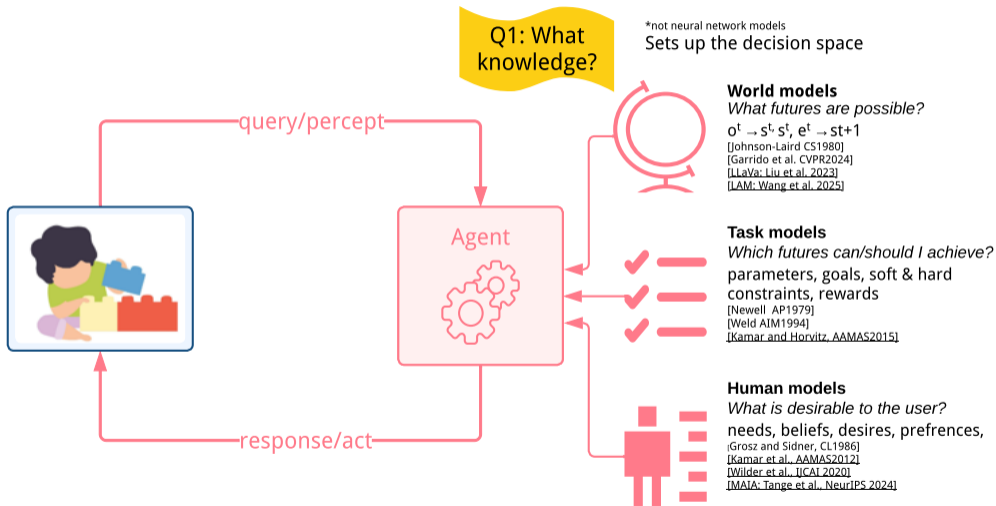 Q1: What
knowledge?
*not neural network models
Sets up the decision space
query/percept
Agent
response/act
World models
What futures are possible?
oᵗ → sᵗ, sᵗ, eᵗ → st+1
[Johnson-Laird CS1980]
[Garrido et al. CVPR2024]
[LLaVa: Liu et al. 2023]
[LAM: Wang et al. 2025]
Task models
Which futures can/should I achieve?
parameters, goals, soft & hard
constraints, rewards
[Newell AP1979]
[Weld AIM1994]
[Kamar and Horvitz, AAMAS2015]
Human models
What is desirable to the user?
needs, beliefs, desires, prefrences,
[Grosz and Sidner, CL1986]
[Kamar et al., AAMAS2012]
[Wilder et al., IJCAI 2020]
[MAIA: Tange et al., NeurIPS 2024]